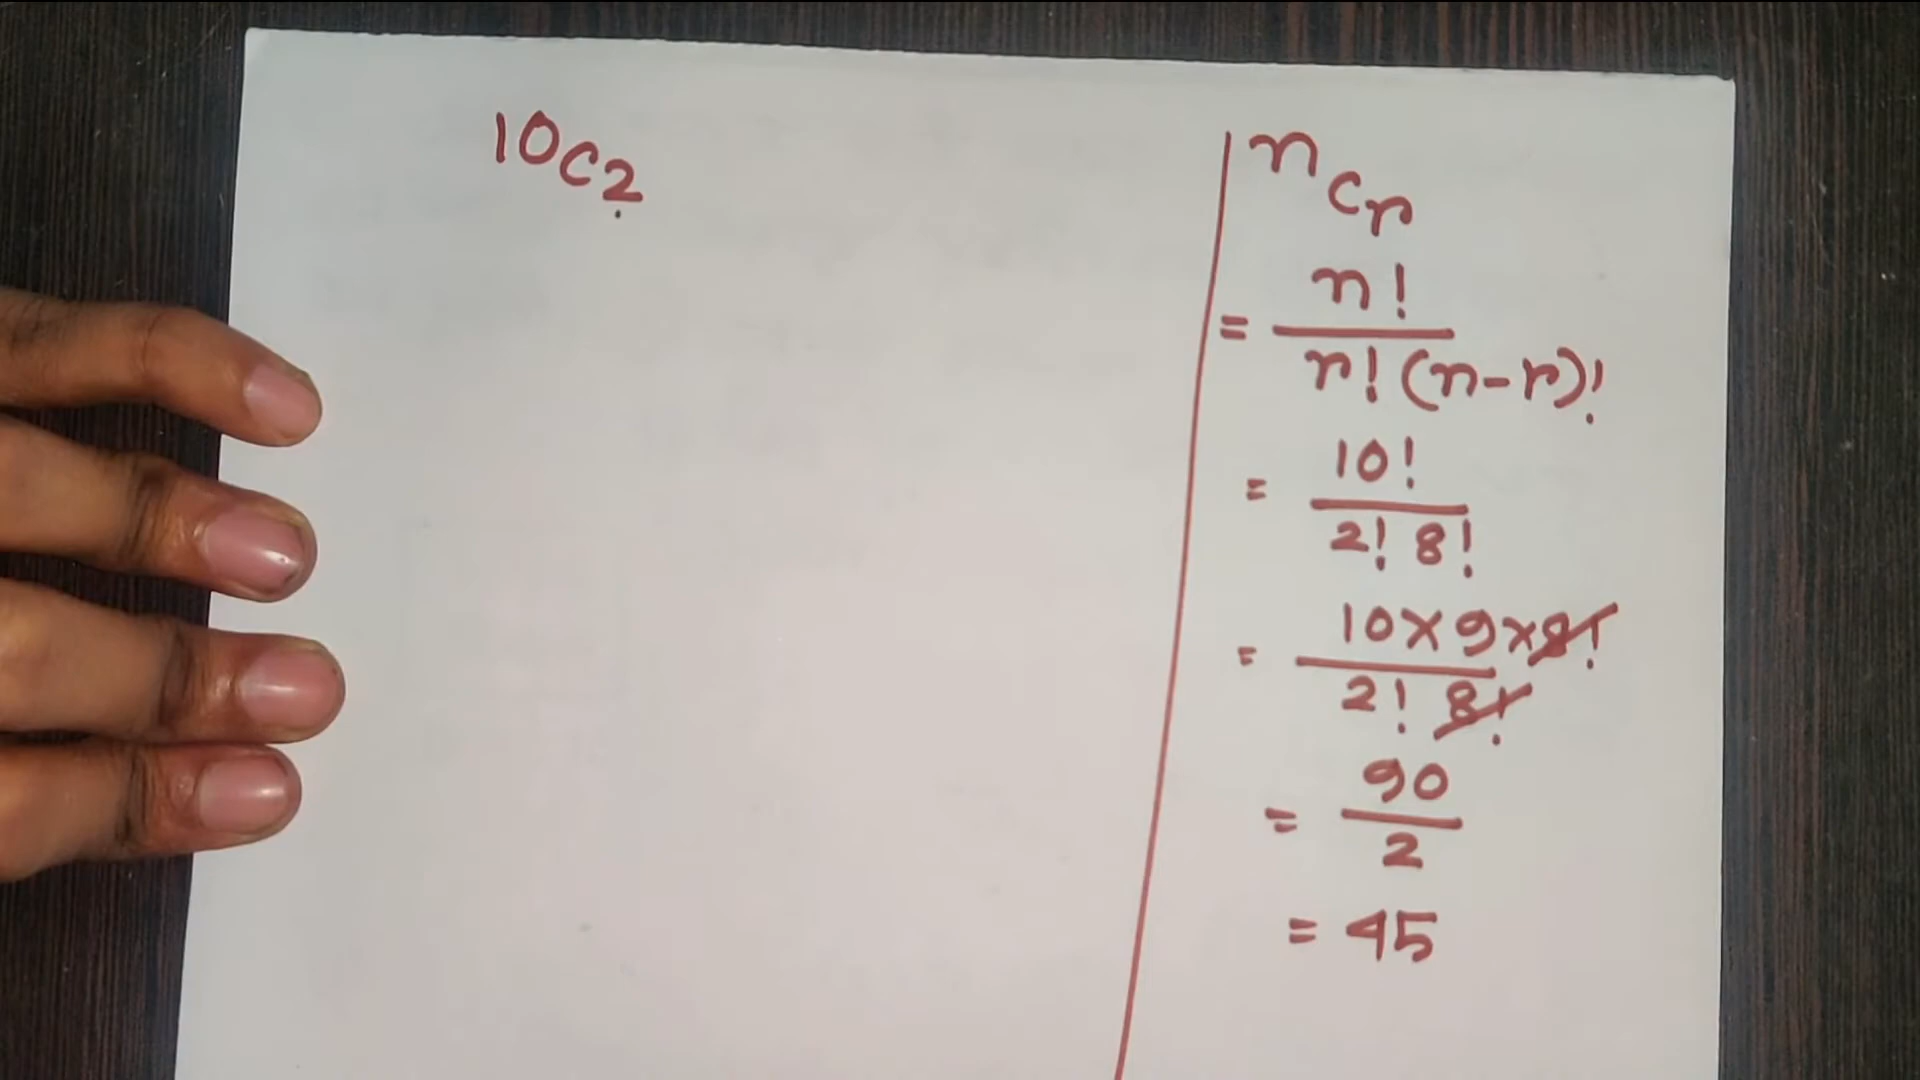 10C2
nCr
= n! / r!(n-r)!
= 10! / 2! 8!
= 10×9×8! / 2! 8!
= 90 / 2
= 45